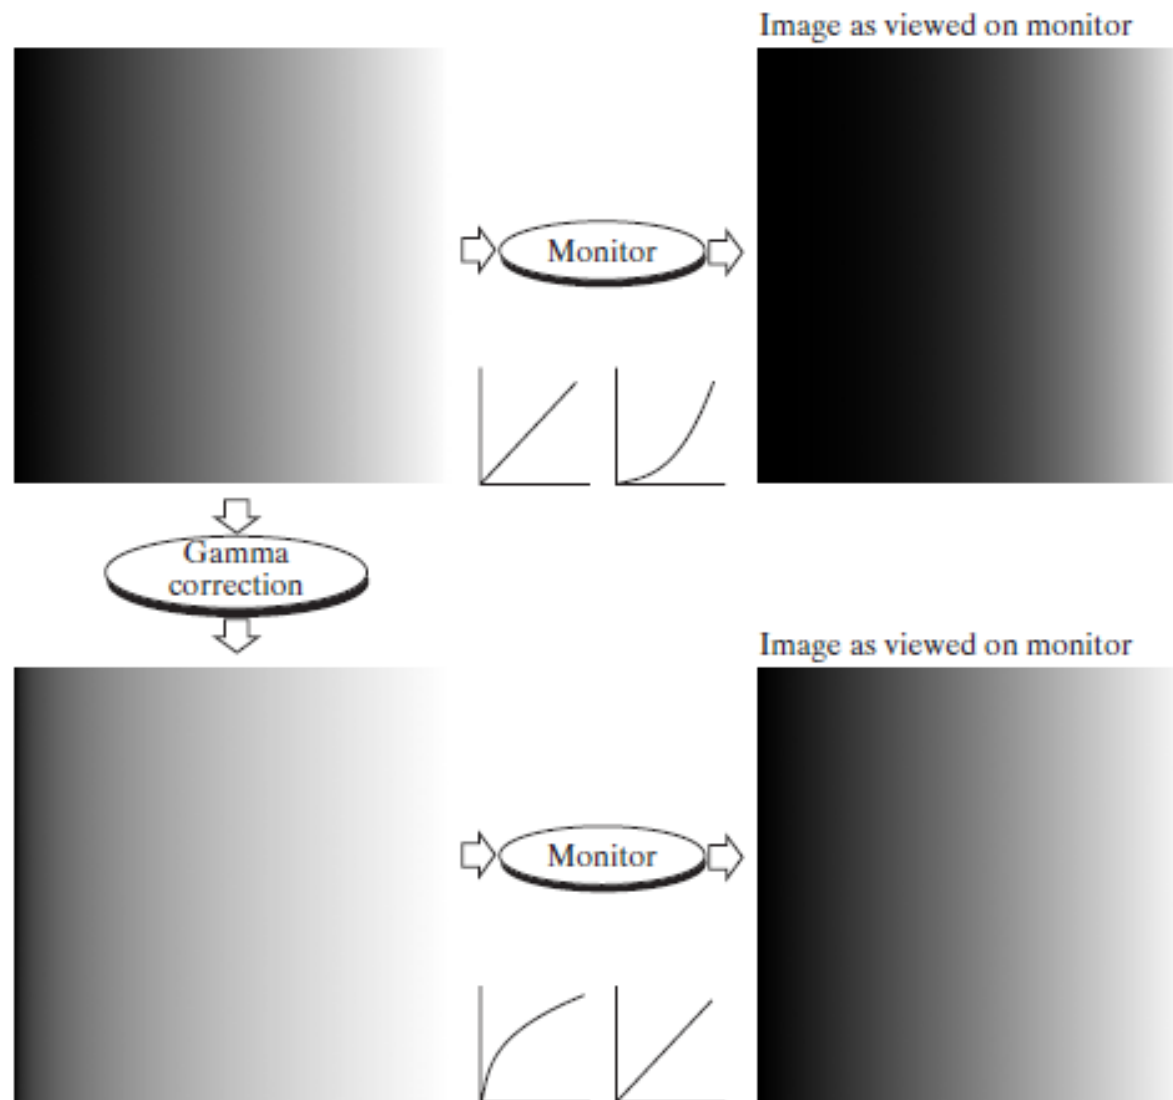 Image as viewed on monitor
Monitor
Gamma
correction
Image as viewed on monitor
Monitor